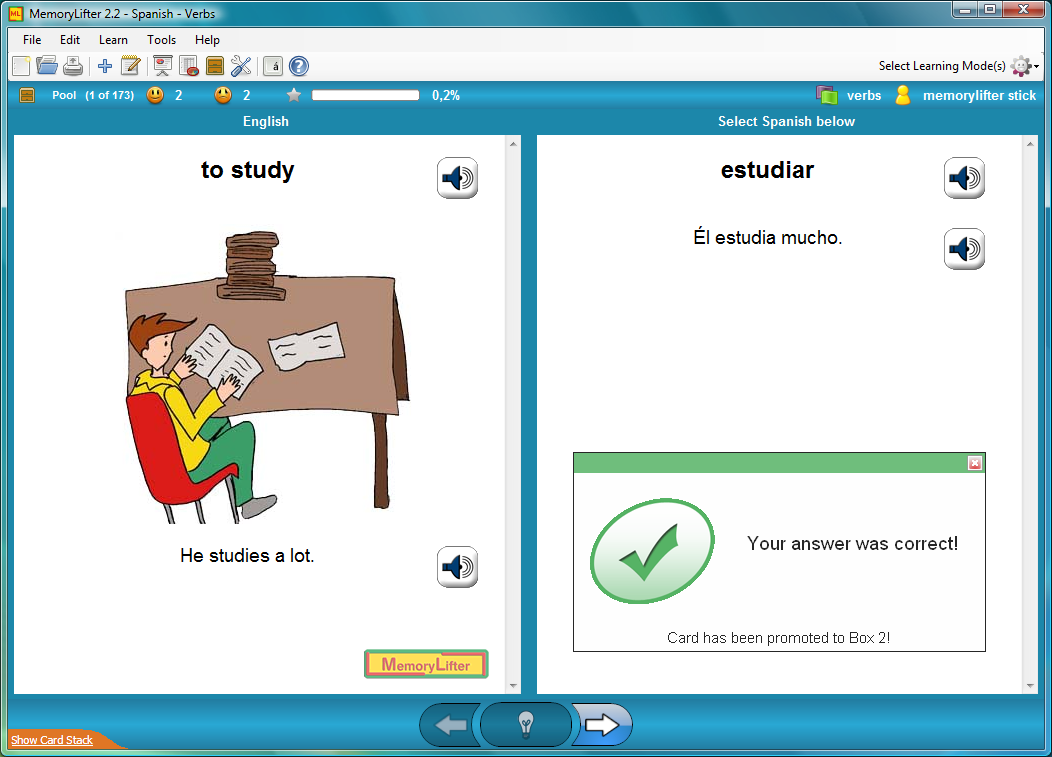 MemoryLifter 2.2 - Spanish - Verbs
File Edit Learn Tools Help
Select Learning Mode(s)
Pool (1 of 173) 2 2 0,2% verbs memorylifter stick
English
Select Spanish below
to study
He studies a lot.
MemoryLifter
estudiar
Él estudia mucho.
Your answer was correct!
Card has been promoted to Box 2!
Show Card Stack